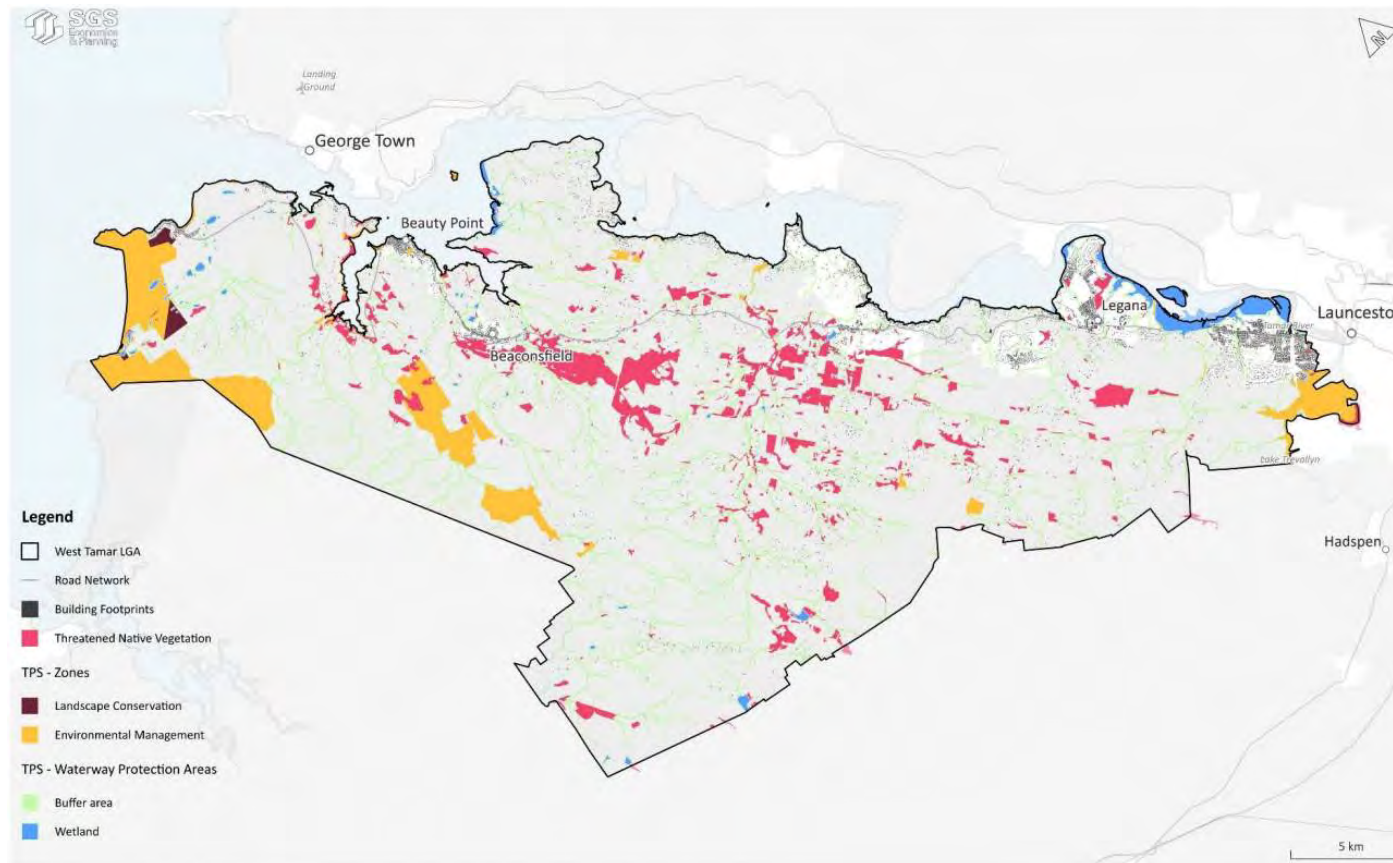 SGS
Economics
& Planning
N
Landing
Ground
George Town
Beauty Point
Legana
Launcesto
Tamar River
Beaconsfield
Lake Trevallyn
Hadspen
Legend
West Tamar LGA
Road Network
Building Footprints
Threatened Native Vegetation
TPS - Zones
Landscape Conservation
Environmental Management
TPS - Waterway Protection Areas
Buffer area
Wetland
5 km